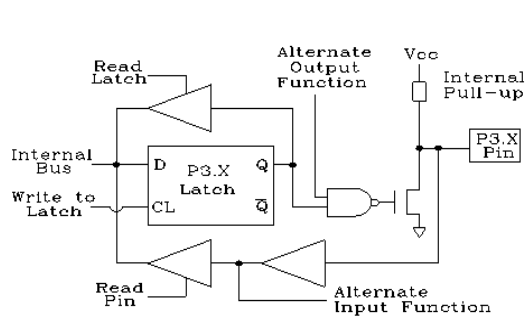 Alternate
Output
Function
Vcc
Read
Latch
Internal
Pull-up
P3.X
Pin
Internal
Bus
D
P3.X
Latch
Q
Write to
Latch
CL
Q̅
Read
Pin
Alternate
Input Function